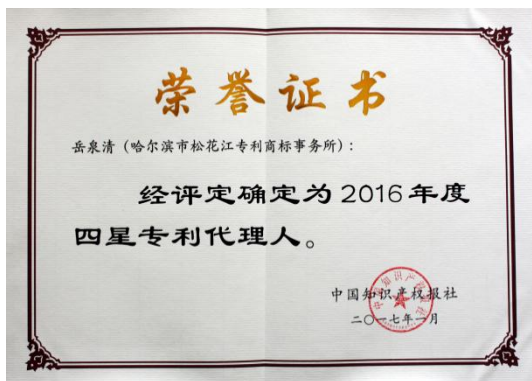 荣誉证书
岳泉清（哈尔滨市松花江专利商标事务所）：
经评定确定为2016年度
四星专利代理人。
中国知识产权报社
二〇一七年一月